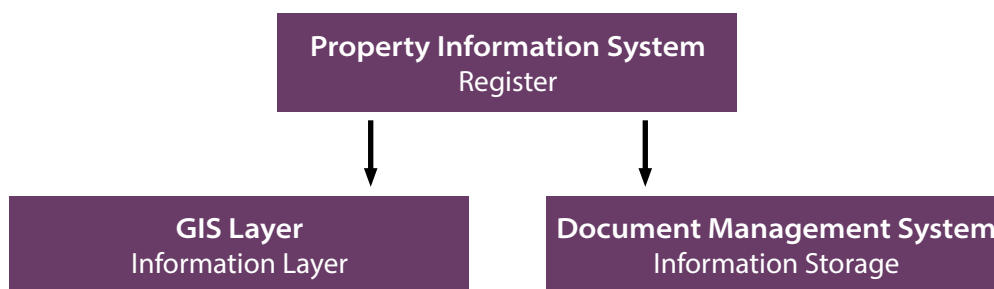 Property Information System
Register
GIS Layer
Information Layer
Document Management System
Information Storage